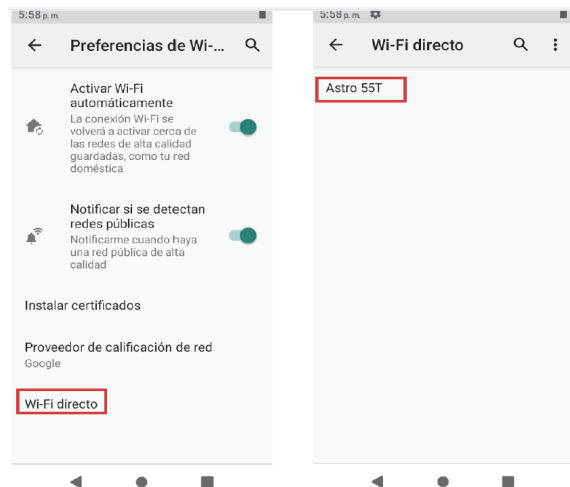 5:58 p. m.
Preferencias de Wi-...
Activar Wi-Fi
automáticamente
La conexión Wi-Fi se
volverá a activar cerca de
las redes de alta calidad
guardadas, como tu red
doméstica
Notificar si se detectan
redes públicas
Notificarme cuando haya
una red pública de alta
calidad
Instalar certificados
Proveedor de calificación de red
Google
Wi-Fi directo
5:58 p. m.
Wi-Fi directo
Astro 55T